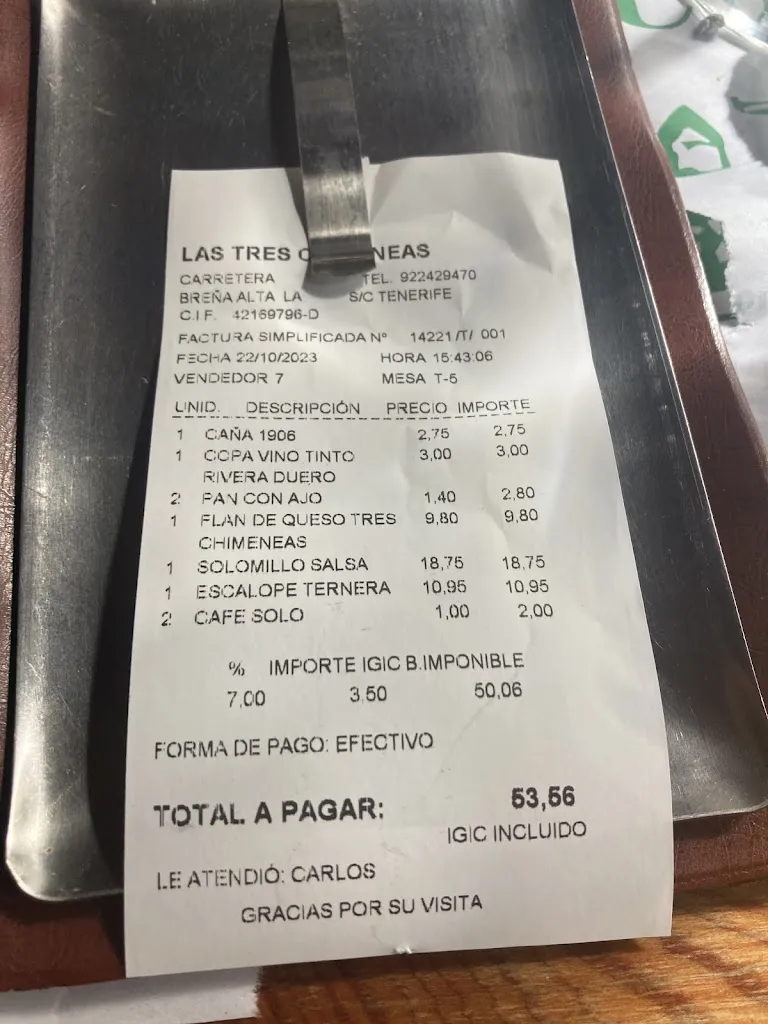 LAS TRES C NEAS
CARRETERA TEL. 922429470
BREÑA ALTA LA S/C TENERIFE
C.I.F. 42169796-D
FACTURA SIMPLIFICADA Nº 14221 /T/ 001
FECHA 22/10/2023 HORA 15:43:06
VENDEDOR 7 MESA T-5
UNID. DESCRIPCIÓN PRECIO IMPORTE
1 CAÑA 1906 2,75 2,75
1 COPA VINO TINTO 3,00 3,00
RIVERA DUERO
2 PAN CON AJO 1,40 2,80
1 FLAN DE QUESO TRES 9,80 9,80
CHIMENEAS
1 SOLOMILLO SALSA 18,75 18,75
1 ESCALOPE TERNERA 10,95 10,95
2 CAFE SOLO 1,00 2,00
% IMPORTE IGIC B.IMPONIBLE
7,00 3.50 50,06
FORMA DE PAGO: EFECTIVO
TOTAL A PAGAR: 53,56
IGIC INCLUIDO
LE ATENDIÓ: CARLOS
GRACIAS POR SU VISITA